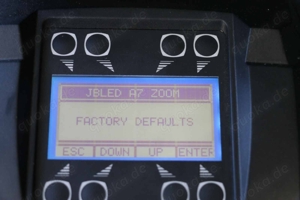 JBLED A7 ZOOM
FACTORY DEFAULTS
ESC DOWN UP ENTER